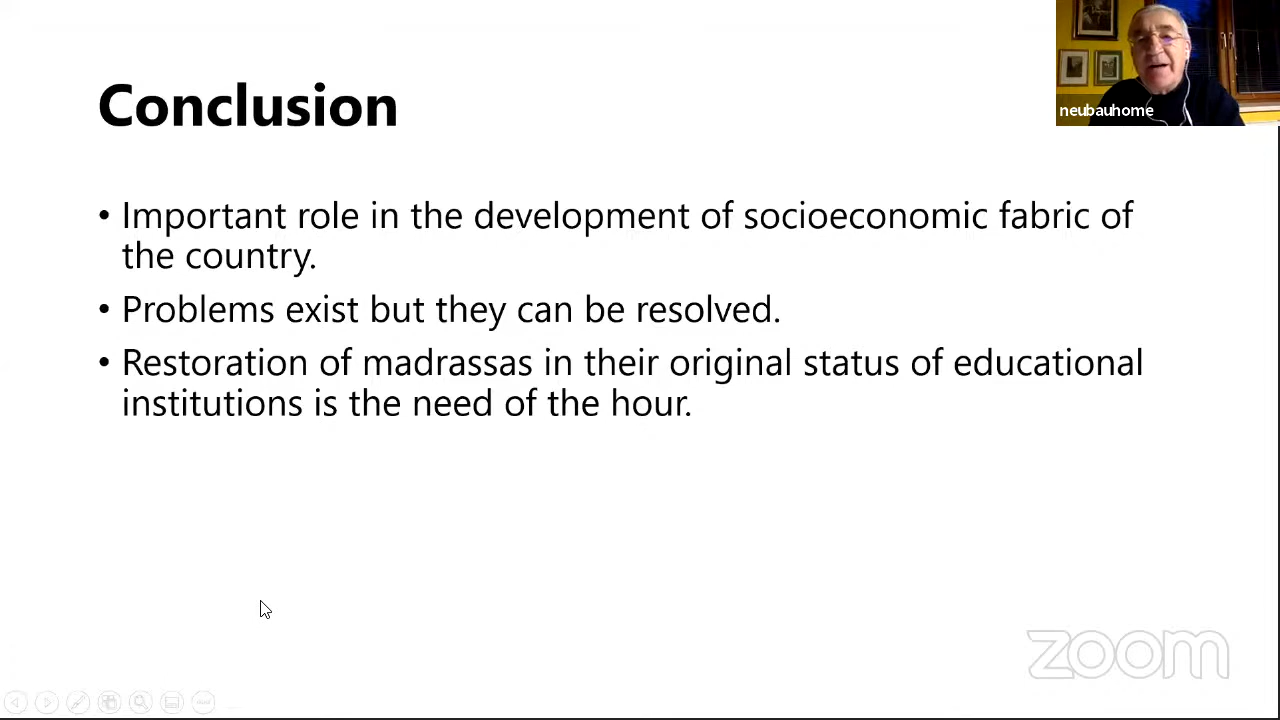 Conclusion
neubauhome
• Important role in the development of socioeconomic fabric of
the country.
• Problems exist but they can be resolved.
• Restoration of madrassas in their original status of educational
institutions is the need of the hour.
zoom